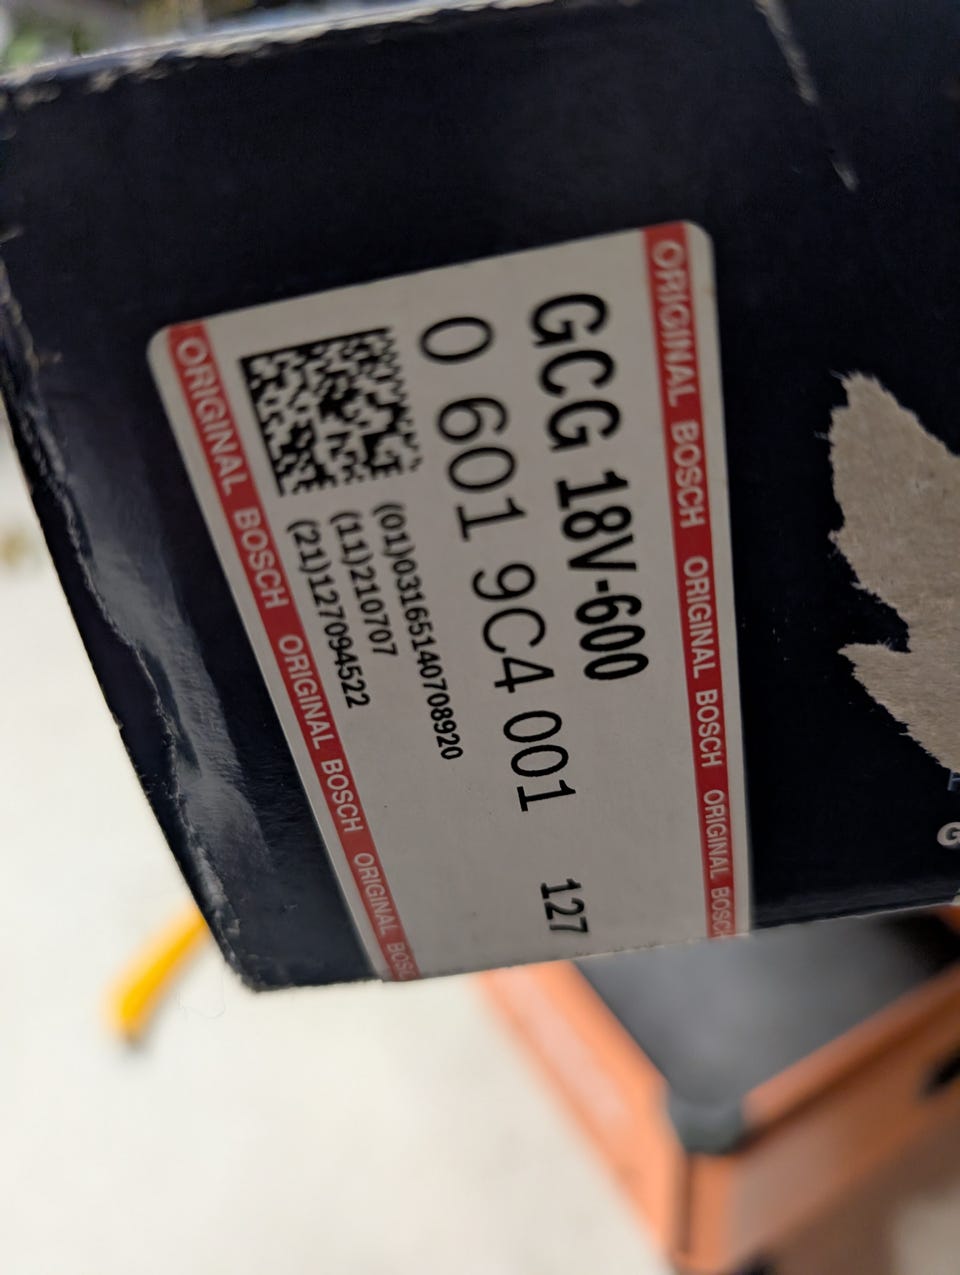 ORIGINAL BOSCH ORIGINAL BOSCH ORIGINAL BOSCH
GCG 18V-600
0 601 9C4 001 127
(01)03165140708920
(11)210707
(21)127094522
ORIGINAL BOSCH ORIGINAL BOSCH ORIGINAL BOSC
G